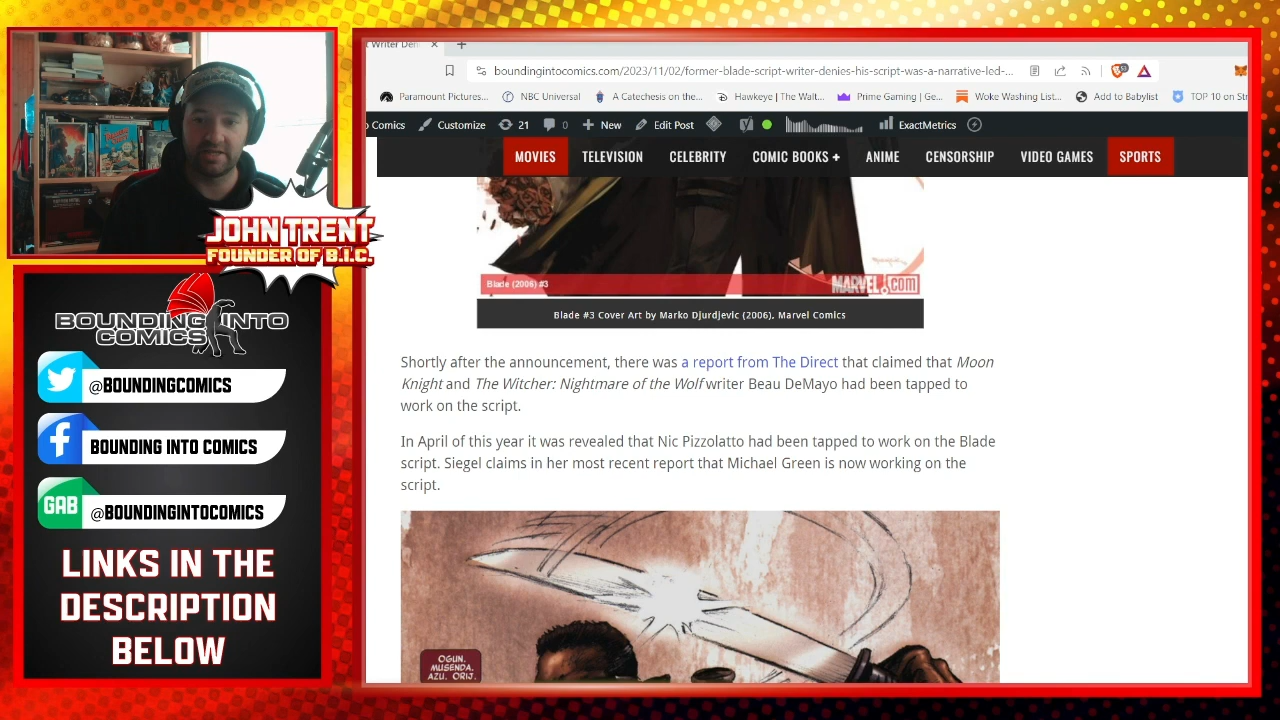 JOHN TRENT
FOUNDER OF B.I.C.
BOUNDING INTO
COMICS
@BOUNDINGCOMICS
BOUNDING INTO COMICS
GAB
@BOUNDINGINTOCOMICS
LINKS IN THE
DESCRIPTION
BELOW
t Writer Den
boundingintocomics.com/2023/11/02/former-blade-script-writer-denies-his-script-was-a-narrative-led-...
Paramount Pictures... NBC Universal A Catechesis on the... Hawkeye | The Walt... Prime Gaming | Ge... Woke Washing List... Add to Babylist TOP 10 on Str
o Comics Customize 21 0 New Edit Post ExactMetrics
MOVIES TELEVISION CELEBRITY COMIC BOOKS + ANIME CENSORSHIP VIDEO GAMES SPORTS
Blade (2006) #3 MARVEL.com
Blade #3 Cover Art by Marko Djurdjevic (2006), Marvel Comics
Shortly after the announcement, there was a report from The Direct that claimed that Moon
Knight and The Witcher: Nightmare of the Wolf writer Beau DeMayo had been tapped to
work on the script.
In April of this year it was revealed that Nic Pizzolatto had been tapped to work on the Blade
script. Siegel claims in her most recent report that Michael Green is now working on the
script.
OGUN.
MUSENDA.
AZU. ORIJ.